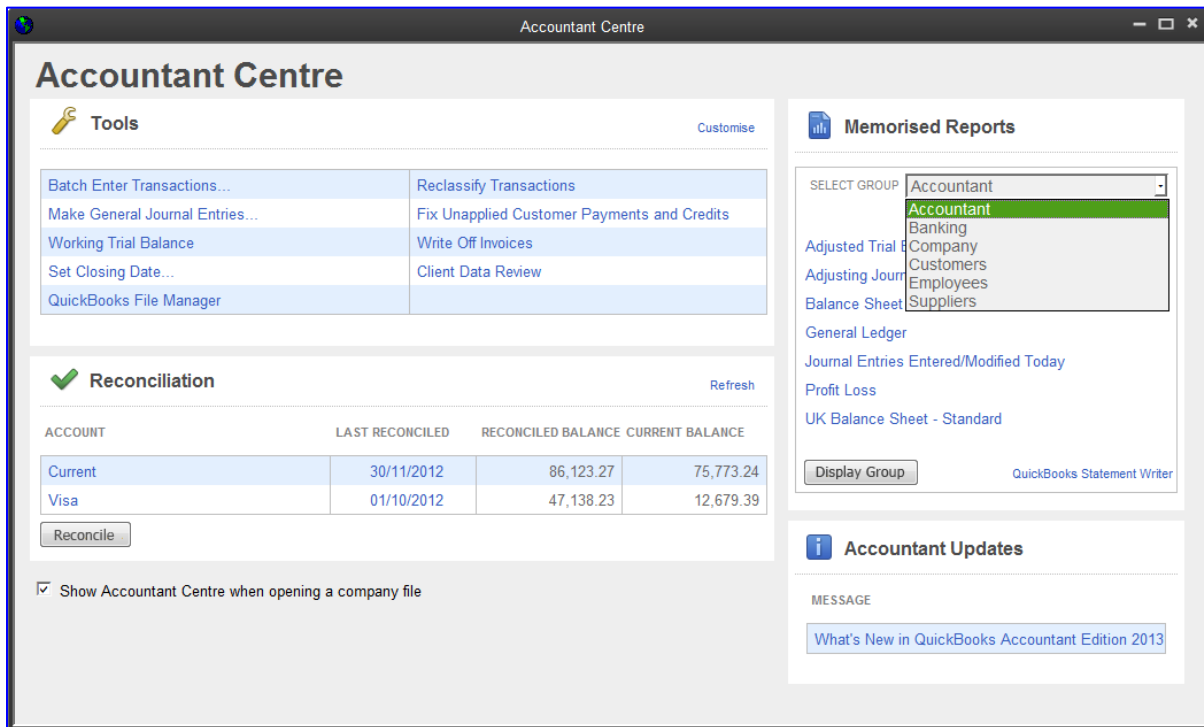 Accountant Centre
Accountant Centre
Tools
Customise
Batch Enter Transactions...
Reclassify Transactions
Make General Journal Entries...
Fix Unapplied Customer Payments and Credits
Working Trial Balance
Write Off Invoices
Set Closing Date...
Client Data Review
QuickBooks File Manager
Reconciliation
Refresh
ACCOUNT LAST RECONCILED RECONCILED BALANCE CURRENT BALANCE
Current 30/11/2012 86,123.27 75,773.24
Visa 01/10/2012 47,138.23 12,679.39
Reconcile
Show Accountant Centre when opening a company file
Memorised Reports
SELECT GROUP Accountant
Accountant
Banking
Company
Customers
Employees
Suppliers
Adjusted Trial
Adjusting
Balance Sheet
General Ledger
Journal Entries Entered/Modified Today
Profit Loss
UK Balance Sheet - Standard
Display Group
QuickBooks Statement Writer
Accountant Updates
MESSAGE
What's New in QuickBooks Accountant Edition 2013